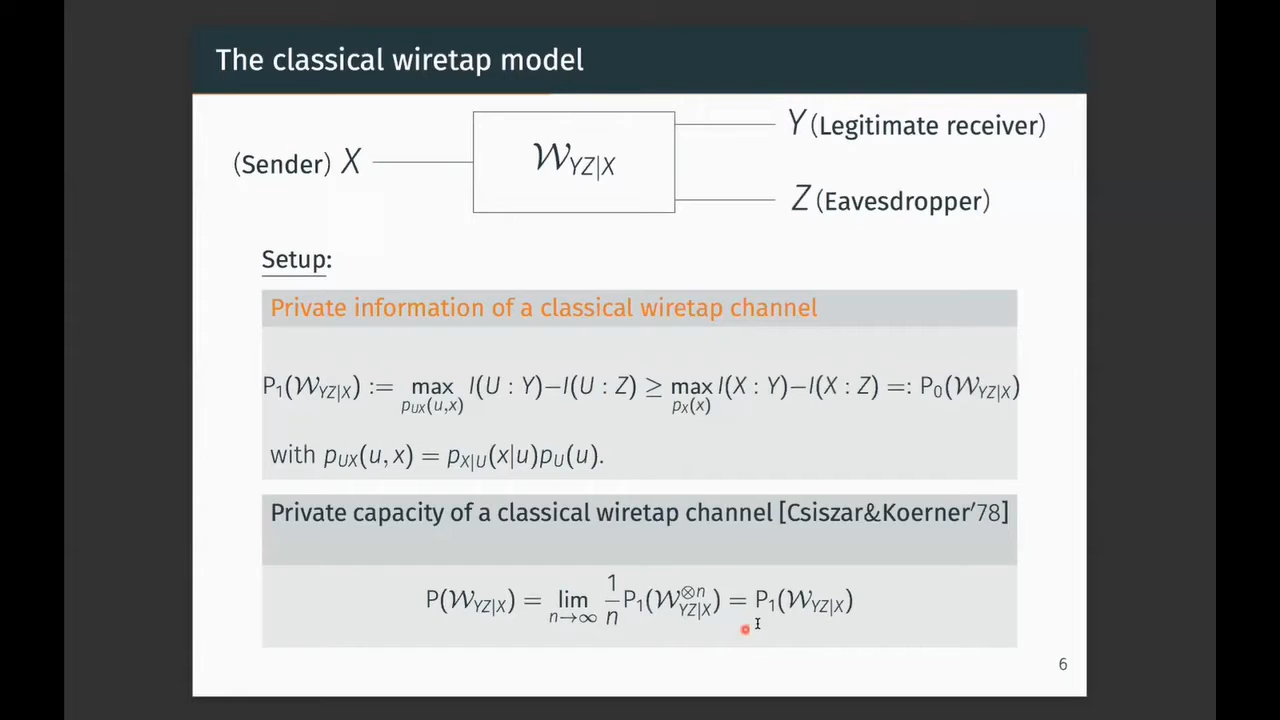 The classical wiretap model
Y (Legitimate receiver)
(Sender) X
𝒲_{YZ|X}
Z (Eavesdropper)
Setup:
Private information of a classical wiretap channel
P₁(𝒲_{YZ|X}) := max_{p_{UX}(u,x)} I(U : Y)−I(U : Z) ≥ max_{p_X(x)} I(X : Y)−I(X : Z) =: P₀(𝒲_{YZ|X})
with p_{UX}(u, x) = p_{X|U}(x|u)p_U(u).
Private capacity of a classical wiretap channel [Csiszar&Koerner'78]
P(𝒲_{YZ|X}) = lim_{n→∞} \frac{1}{n} P₁(𝒲_{YZ|X}^{⊗n}) = P₁(𝒲_{YZ|X})
6